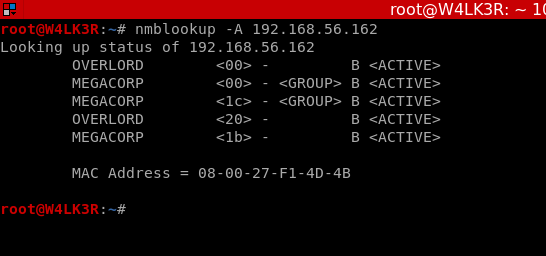 root@W4LK3R: ~ 10
root@W4LK3R:~# nmblookup -A 192.168.56.162
Looking up status of 192.168.56.162
        OVERLORD        <00> -         B <ACTIVE>
        MEGACORP        <00> - <GROUP> B <ACTIVE>
        MEGACORP        <1c> - <GROUP> B <ACTIVE>
        OVERLORD        <20> -         B <ACTIVE>
        MEGACORP        <1b> -         B <ACTIVE>
        MAC Address = 08-00-27-F1-4D-4B
root@W4LK3R:~#